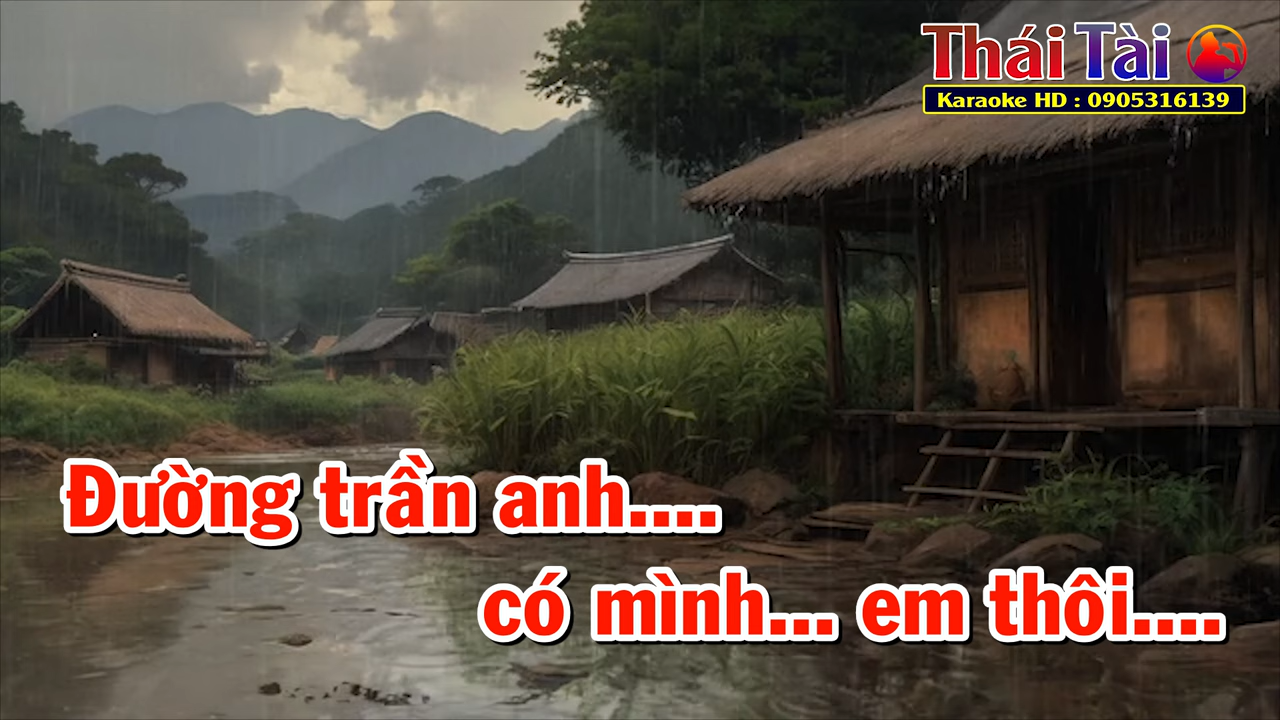 Thái Tài
Karaoke HD : 0905316139
Đường trần anh....
có mình... em thôi....